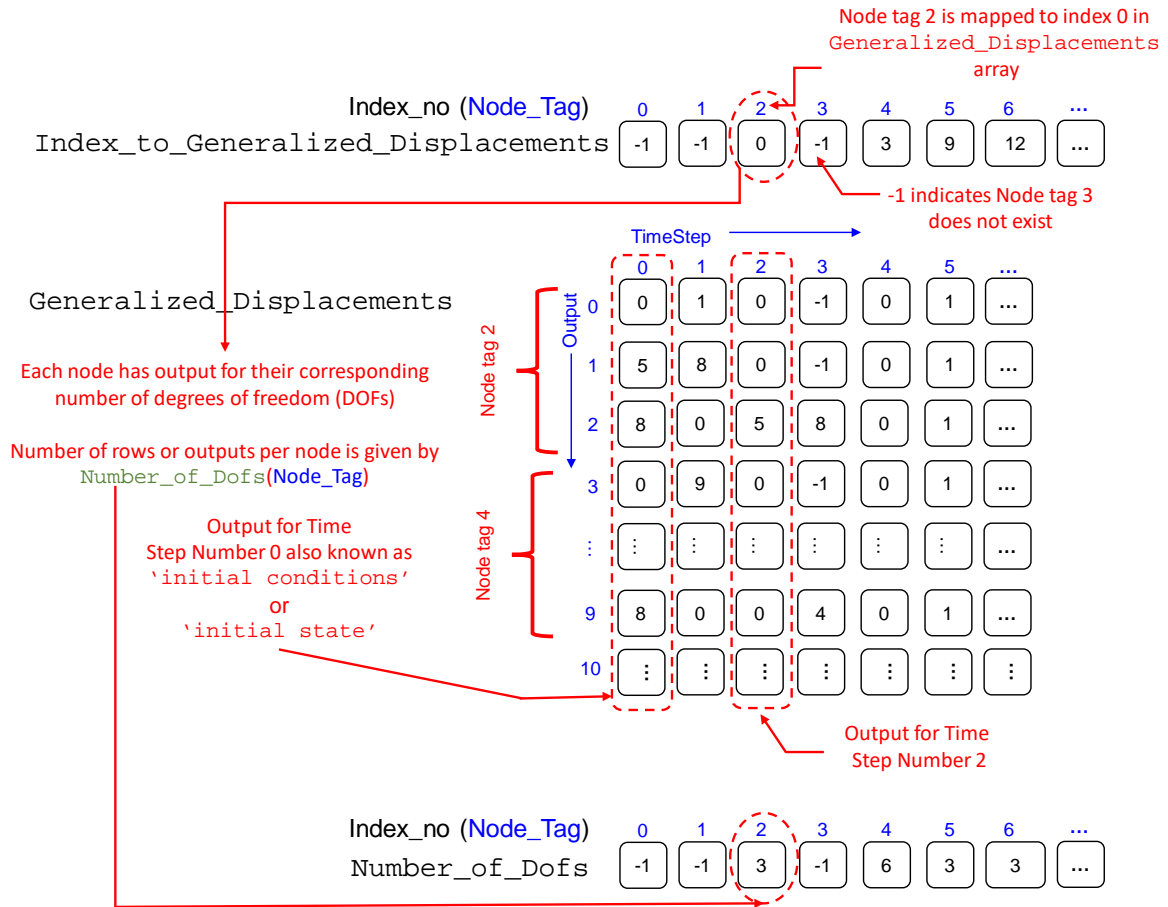 Node tag 2 is mapped to index 0 in
Generalized_Displacements
array
Index_no (Node_Tag) 0 1 2 3 4 5 6 ...
Index_to_Generalized_Displacements -1 -1 0 -1 3 9 12 ...
-1 indicates Node tag 3
does not exist
TimeStep
0 1 2 3 4 5 ...
Generalized_Displacements
Output
Node tag 2
0 0 1 0 -1 0 1 ...
1 5 8 0 -1 0 1 ...
2 8 0 5 8 0 1 ...
Node tag 4
3 0 9 0 -1 0 1 ...
⋮ ⋮ ⋮ ⋮ ⋮ ⋮ ⋮ ...
9 8 0 0 4 0 1 ...
10 ⋮ ⋮ ⋮ ⋮ ⋮ ⋮ ⋮
Each node has output for their corresponding
number of degrees of freedom (DOFs)
Number of rows or outputs per node is given by
Number_of_Dofs(Node_Tag)
Output for Time
Step Number 0 also known as
‘initial conditions’
or
‘initial state’
Output for Time
Step Number 2
Index_no (Node_Tag) 0 1 2 3 4 5 6 ...
Number_of_Dofs -1 -1 3 -1 6 3 3 ...